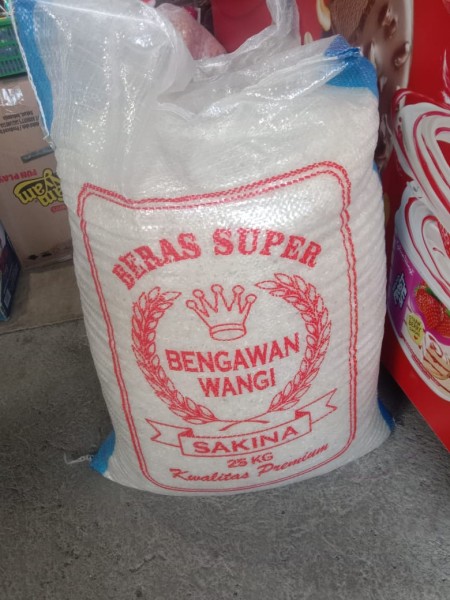 BERAS SUPER
BENGAWAN
WANGI
SAKINA
25 KG
Kwalitas Premium